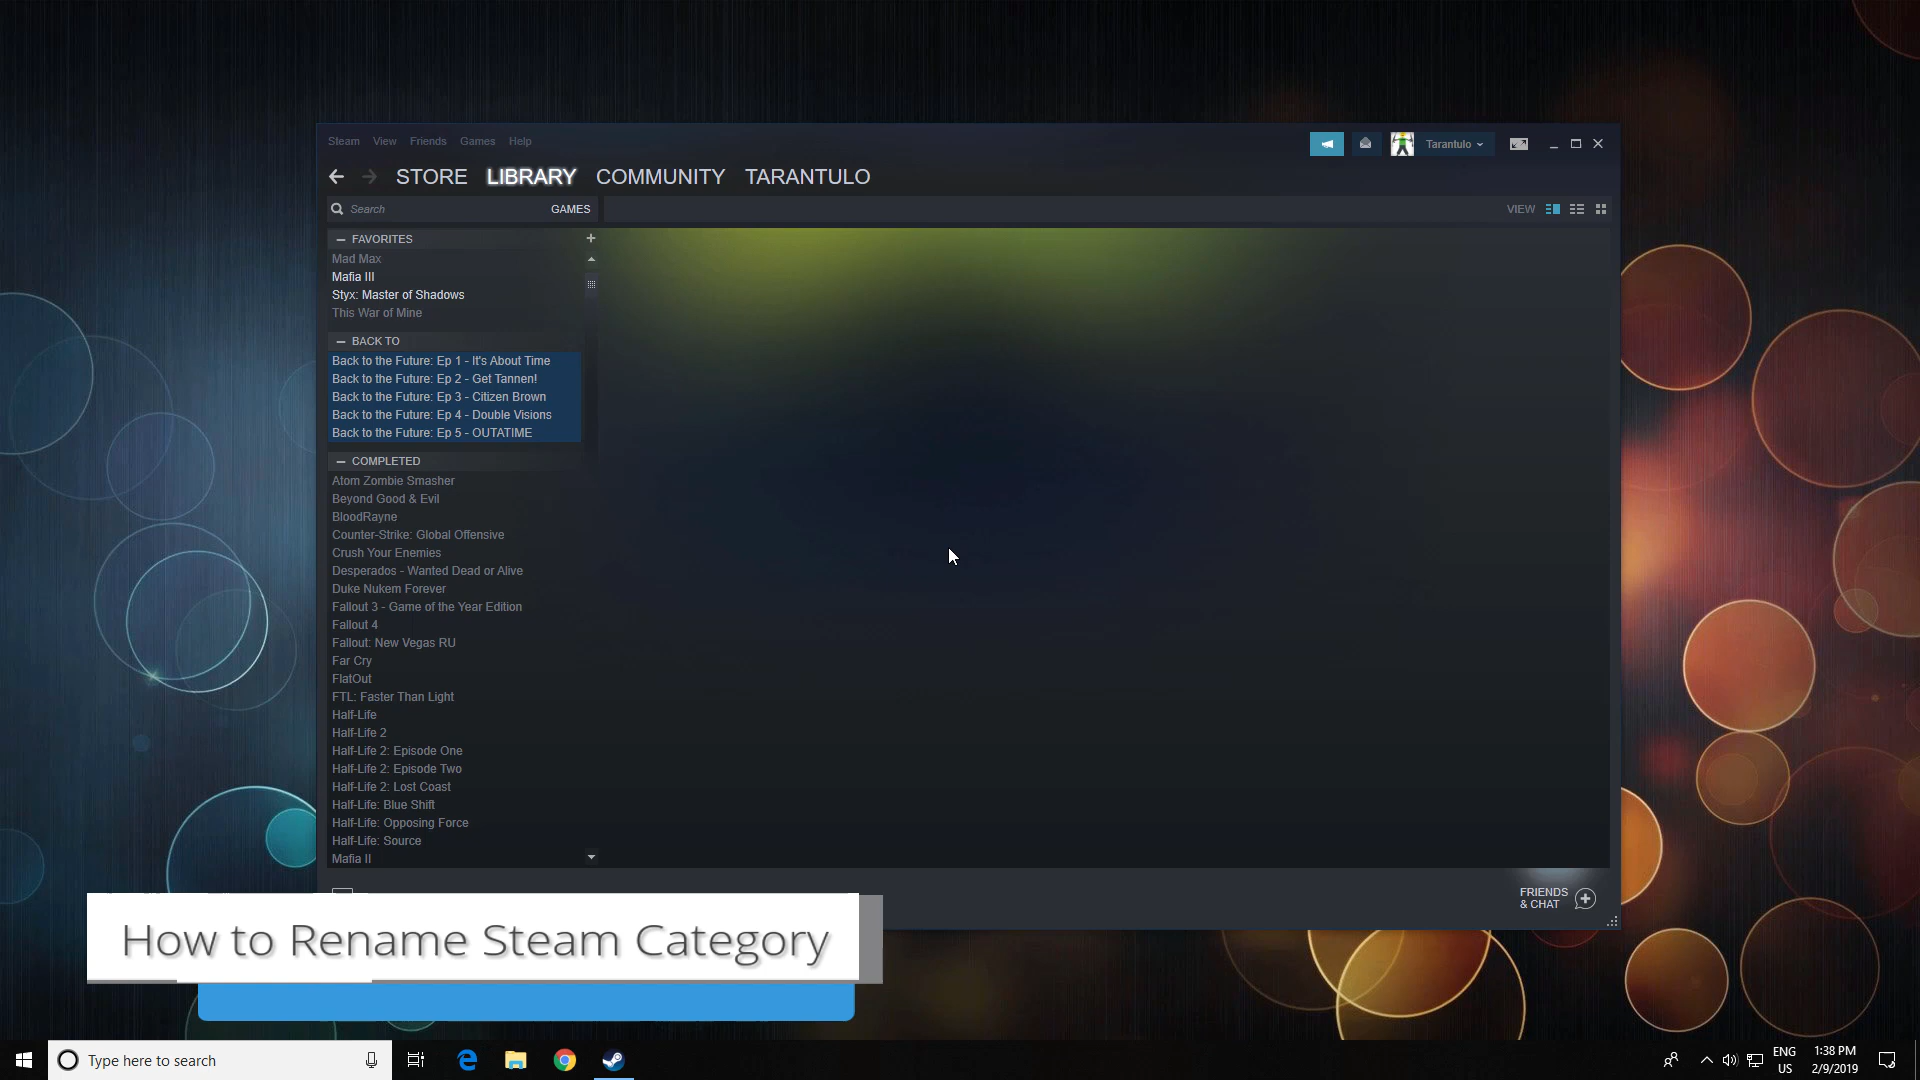 Steam View Friends Games Help
Tarantulo
STORE LIBRARY COMMUNITY TARANTULO
Search GAMES VIEW
FAVORITES
Mad Max
Mafia III
Styx: Master of Shadows
This War of Mine
BACK TO
Back to the Future: Ep 1 - It's About Time
Back to the Future: Ep 2 - Get Tannen!
Back to the Future: Ep 3 - Citizen Brown
Back to the Future: Ep 4 - Double Visions
Back to the Future: Ep 5 - OUTATIME
COMPLETED
Atom Zombie Smasher
Beyond Good & Evil
BloodRayne
Counter-Strike: Global Offensive
Crush Your Enemies
Desperados - Wanted Dead or Alive
Duke Nukem Forever
Fallout 3 - Game of the Year Edition
Fallout 4
Fallout: New Vegas RU
Far Cry
FlatOut
FTL: Faster Than Light
Half-Life
Half-Life 2
Half-Life 2: Episode One
Half-Life 2: Episode Two
Half-Life 2: Lost Coast
Half-Life: Blue Shift
Half-Life: Opposing Force
Half-Life: Source
Mafia II
FRIENDS
& CHAT
How to Rename Steam Category
Type here to search
ENG
US
1:38 PM
2/9/2019